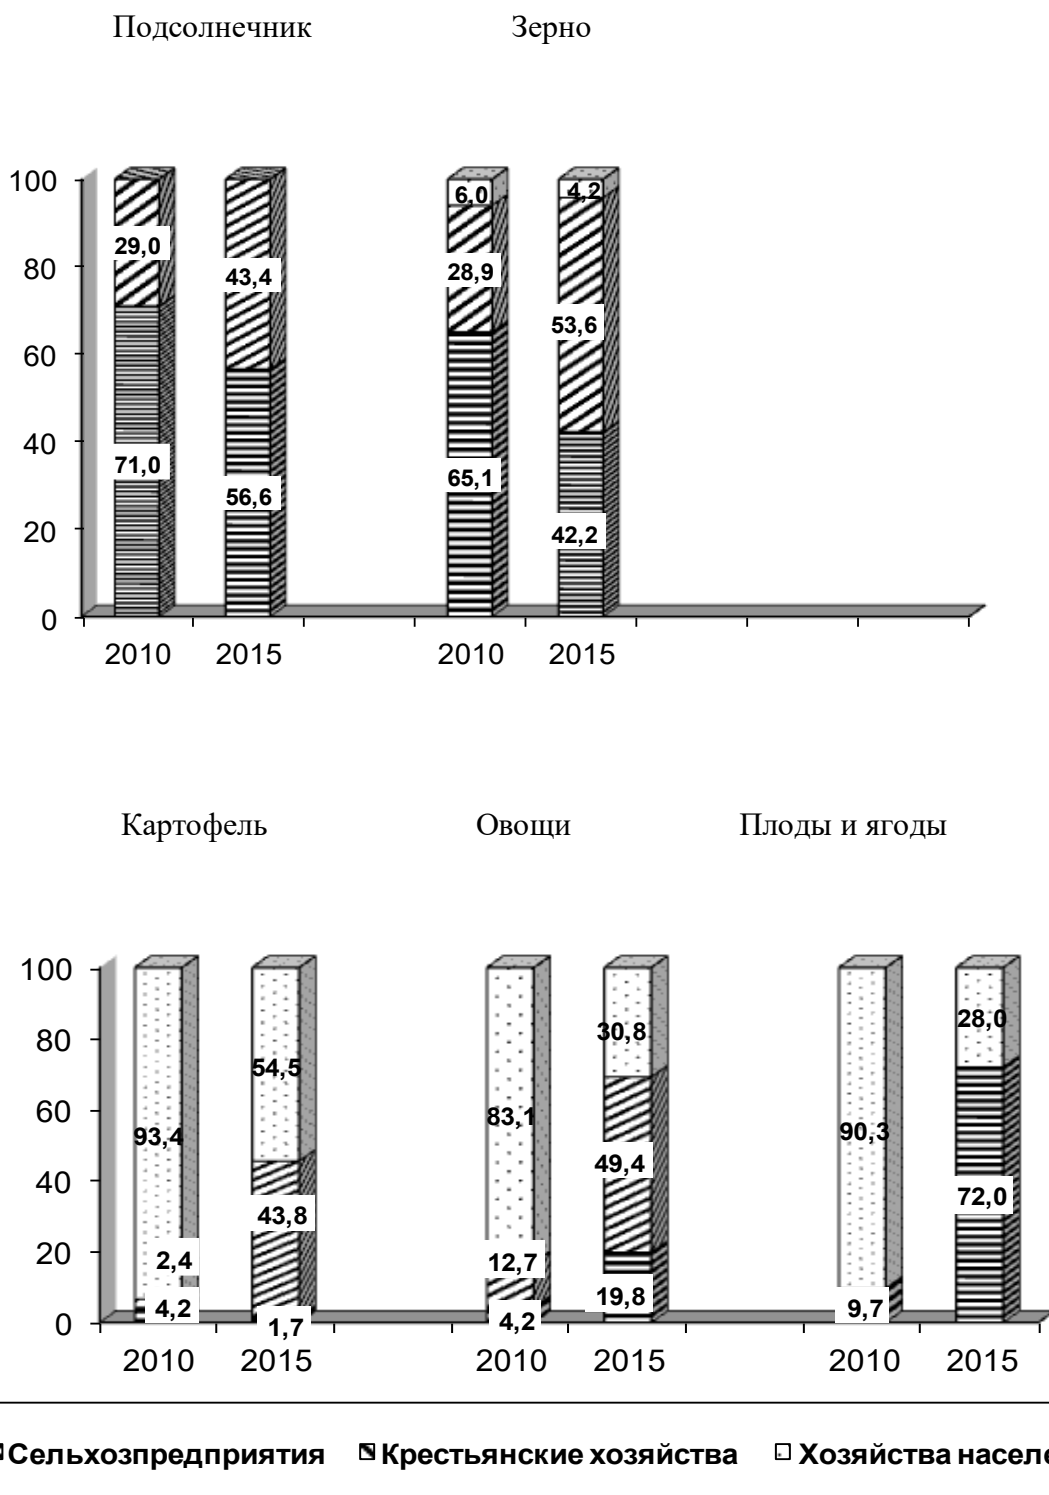 Подсолнечник Зерно
100 6,0 4,2
29,0
80 43,4 28,9
53,6
60
40 71,0 65,1
56,6
20 42,2
0
2010 2015 2010 2015
Картофель Овощи Плоды и ягоды
100
28,0
80 30,8
54,5
60 93,4 83,1 90,3
49,4
40 43,8 72,0
20 2,4 12,7
4,2 19,8 9,7
0 1,7 4,2
2010 2015 2010 2015 2010 2015
Сельхозпредприятия Крестьянские хозяйства Хозяйства населе